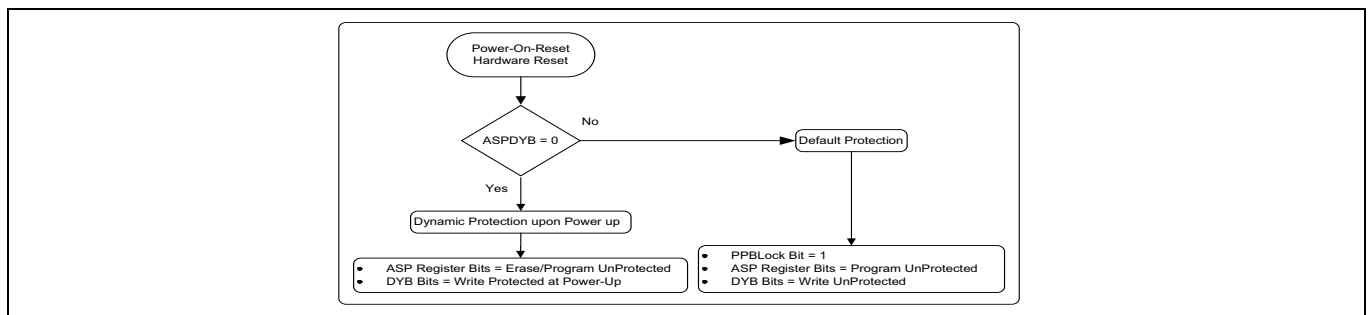 Power-On-Reset
Hardware Reset
ASPDYB = 0
No
Default Protection
Yes
Dynamic Protection upon Power up
• ASP Register Bits = Erase/Program UnProtected
• DYB Bits = Write Protected at Power-Up
• PPBLock Bit = 1
• ASP Register Bits = Program UnProtected
• DYB Bits = Write UnProtected